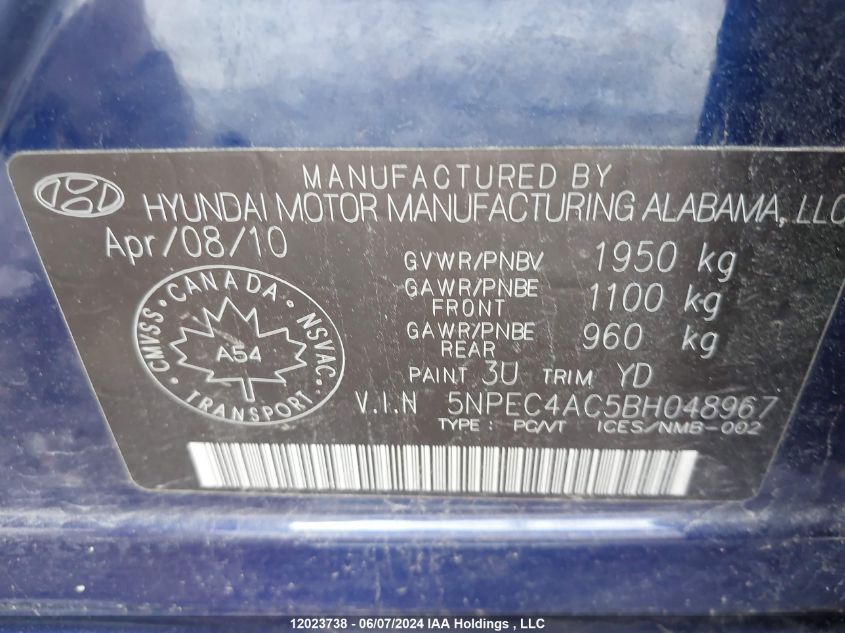 MANUFACTURED BY
HYUNDAI MOTOR MANUFACTURING ALABAMA, LLC
Apr/08/10
GVWR/PNBV 1950 kg
GAWR/PNBE FRONT 1100 kg
GAWR/PNBE REAR 960 kg
PAINT 3U TRIM YD
V.I.N 5NPEC4AC5BH048967
TYPE : PC/VT ICES/NMB-002
CMVSS • CANADA • NSVAC • TRANSPORT •
A54
12023738 - 06/07/2024 IAA Holdings , LLC